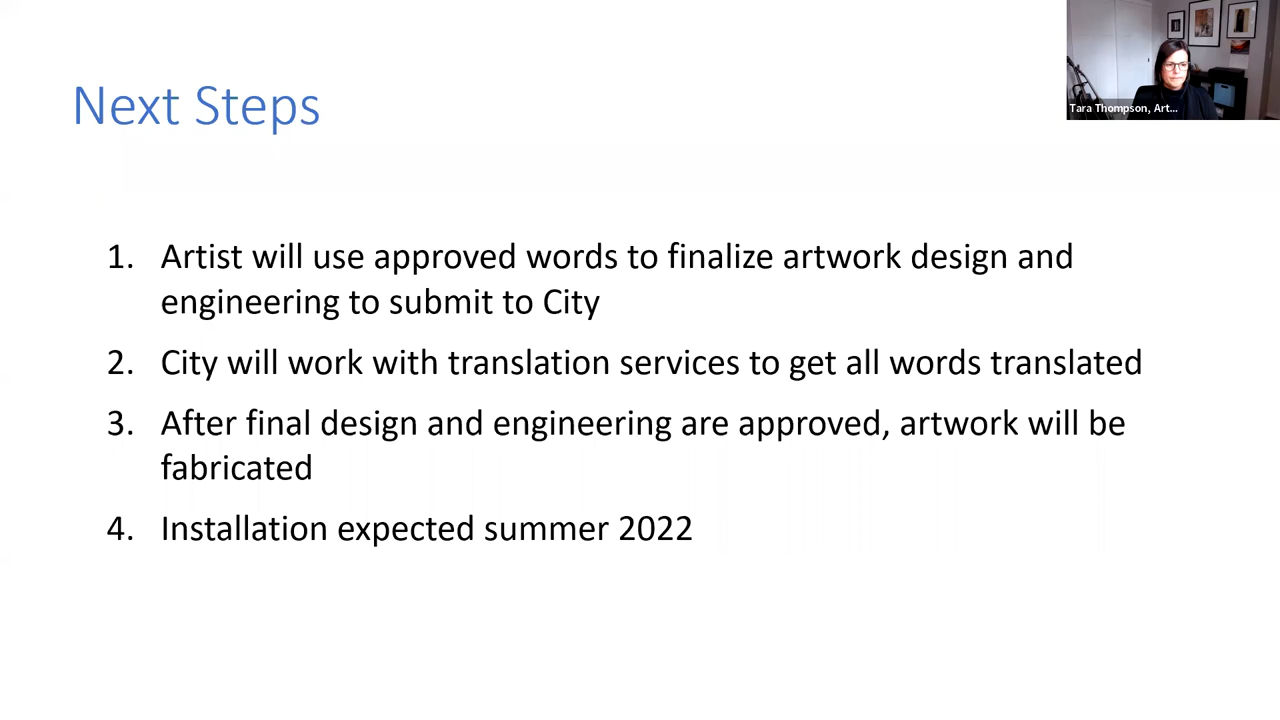 Next Steps
Tara Thompson, Art...
1. Artist will use approved words to finalize artwork design and
engineering to submit to City
2. City will work with translation services to get all words translated
3. After final design and engineering are approved, artwork will be
fabricated
4. Installation expected summer 2022